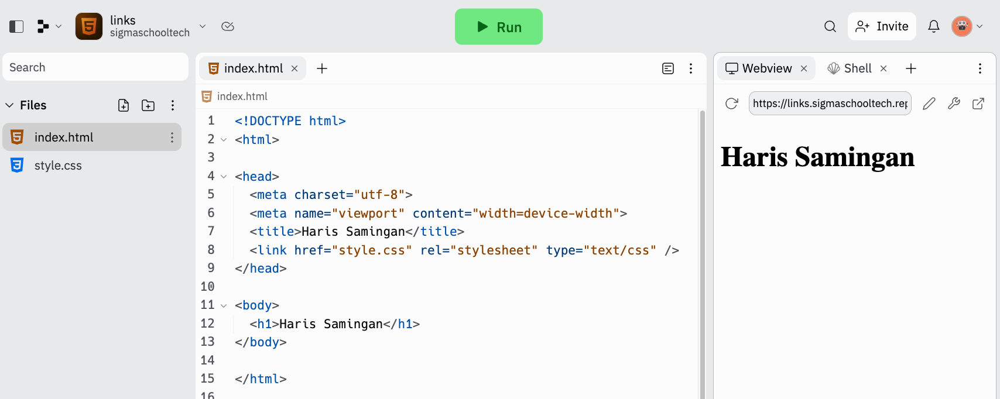 links
sigmaschooltech
Run
Invite
Search
Files
index.html
style.css
index.html
index.html
1 <!DOCTYPE html>
2 <html>
3
4 <head>
5 <meta charset="utf-8">
6 <meta name="viewport" content="width=device-width">
7 <title>Haris Samingan</title>
8 <link href="style.css" rel="stylesheet" type="text/css" />
9 </head>
10
11 <body>
12 <h1>Haris Samingan</h1>
13 </body>
14
15 </html>
16
Webview
Shell
https://links.sigmaschooltech.rep
Haris Samingan